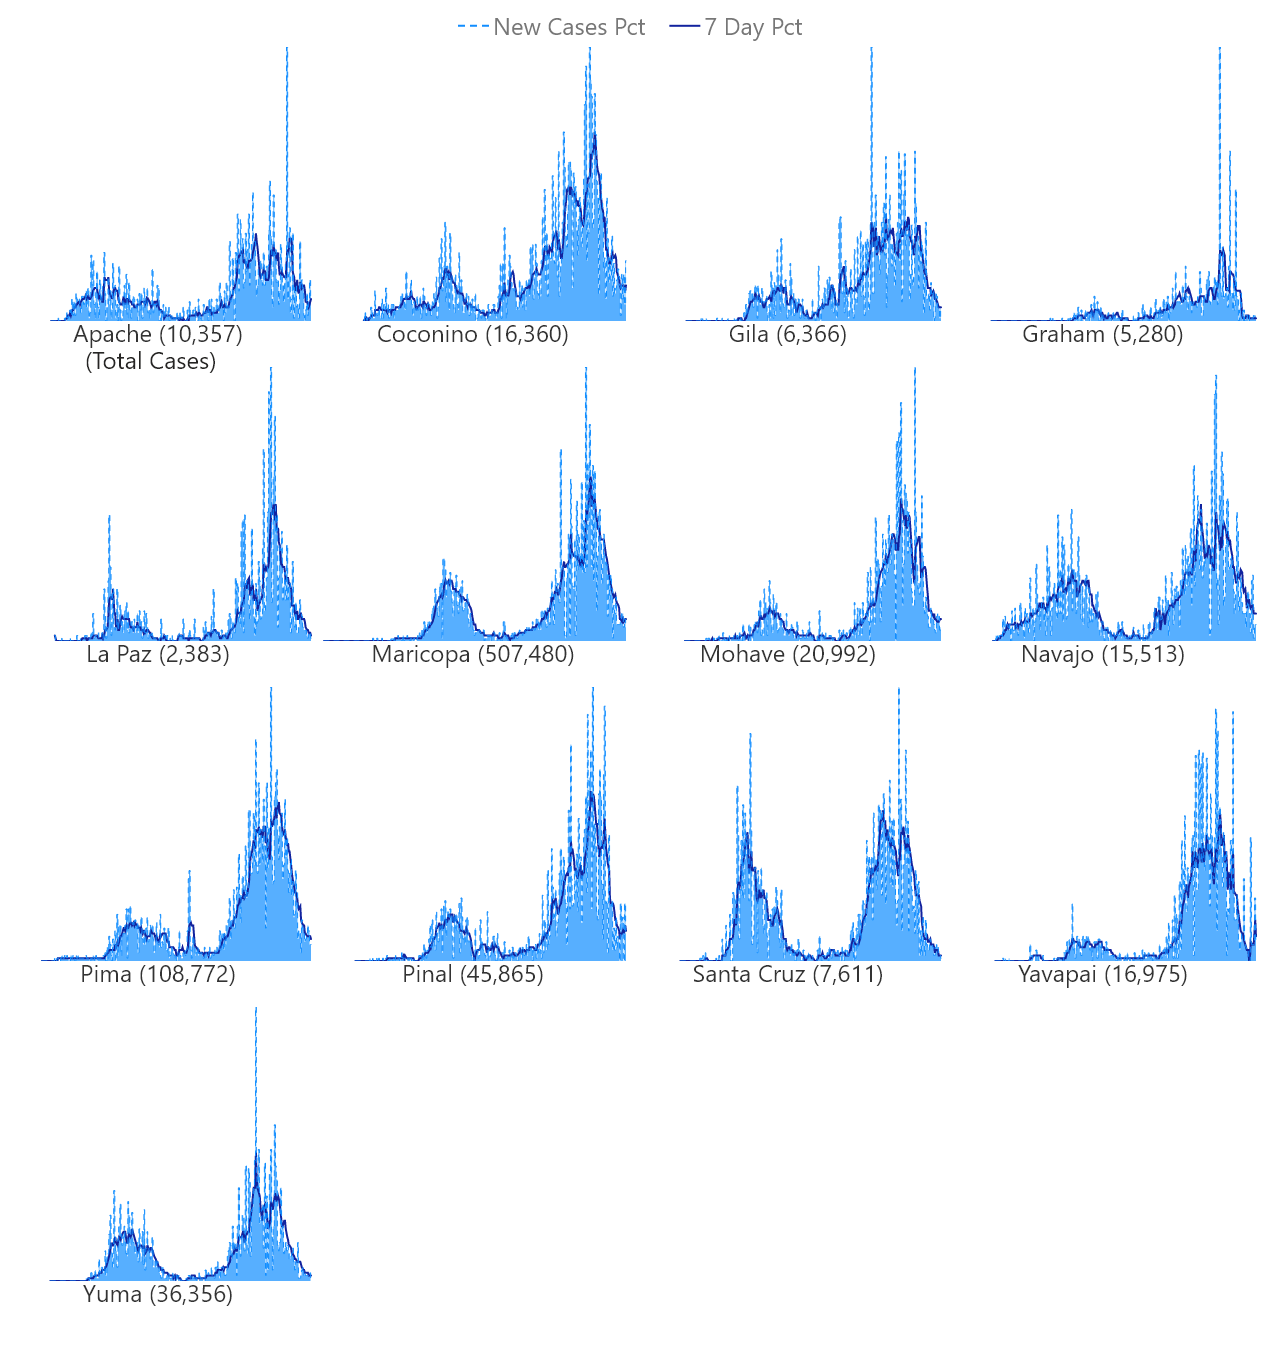 New Cases Pct 7 Day Pct
Apache (10,357) Coconino (16,360) Gila (6,366) Graham (5,280)
(Total Cases)
La Paz (2,383) Maricopa (507,480) Mohave (20,992) Navajo (15,513)
Pima (108,772) Pinal (45,865) Santa Cruz (7,611) Yavapai (16,975)
Yuma (36,356)